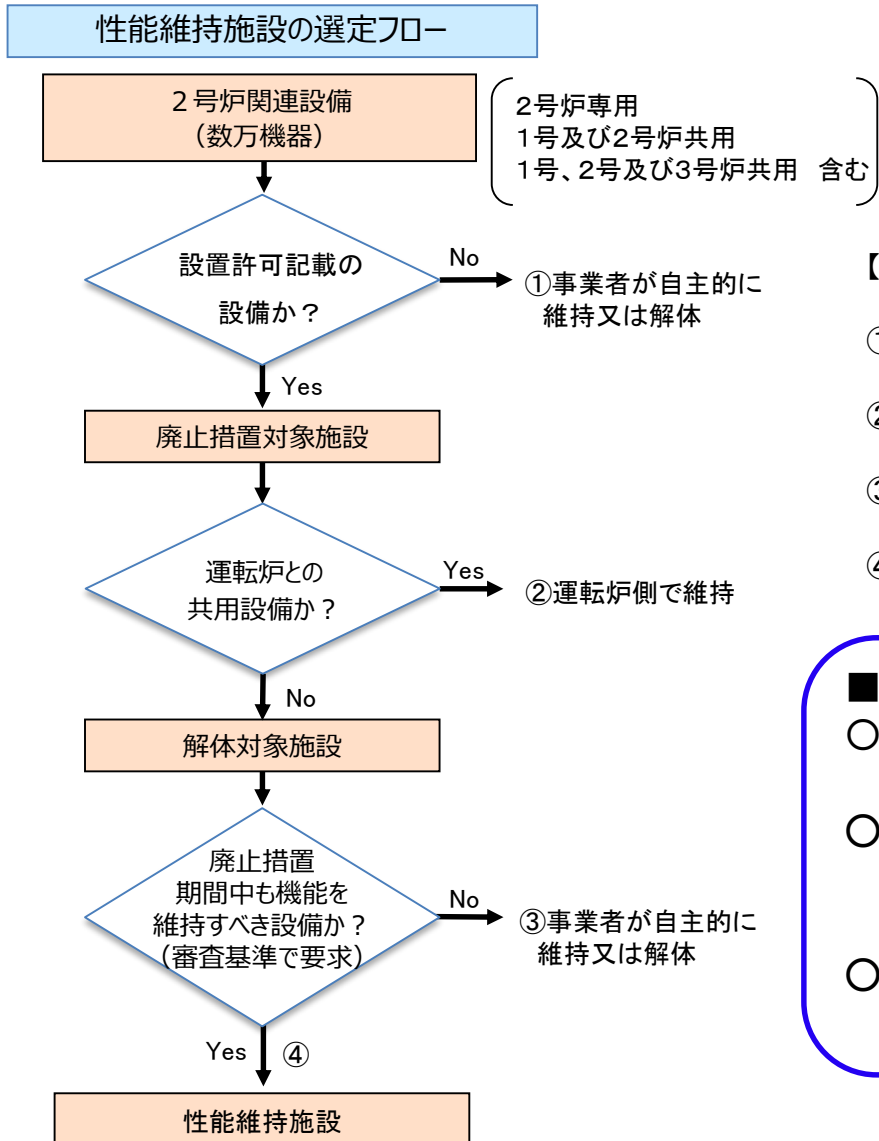 性能維持施設の選定フロー
２号炉関連設備
(数万機器)
2号炉専用
1号及び2号炉共用
1号、2号及び3号炉共用　含む
設置許可記載の
設備か？
No
①事業者が自主的に
維持又は解体
Yes
廃止措置対象施設
運転炉との
共用設備か？
Yes
②運転炉側で維持
No
解体対象施設
廃止措置
期間中も機能を
維持すべき設備か？
(審査基準で要求)
No
③事業者が自主的に
維持又は解体
Yes ④
性能維持施設
【
①
②
③
④
■
○
○
○